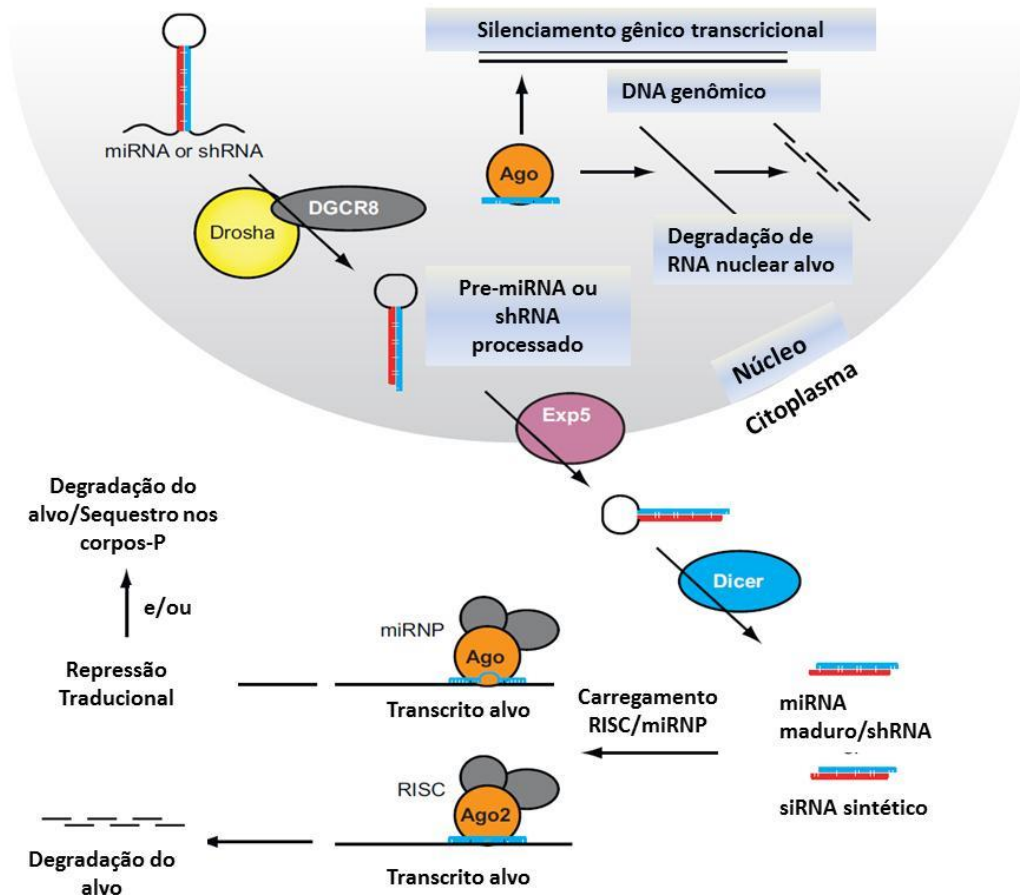 Silenciamento gênico transcricional
DNA genômico
miRNA or shRNA
Ago
DGCR8
Drosha
Degradação de
RNA nuclear alvo
Pre-miRNA ou
shRNA
processado
Núcleo
Citoplasma
Exp5
Degradação do
alvo/Sequestro nos
corpos-P
e/ou
Dicer
miRNP
Ago
Repressão
Traducional
Transcrito alvo
Carregamento
RISC/miRNP
miRNA
maduro/shRNA
RISC
Ago2
siRNA sintético
Degradação do
alvo
Transcrito alvo